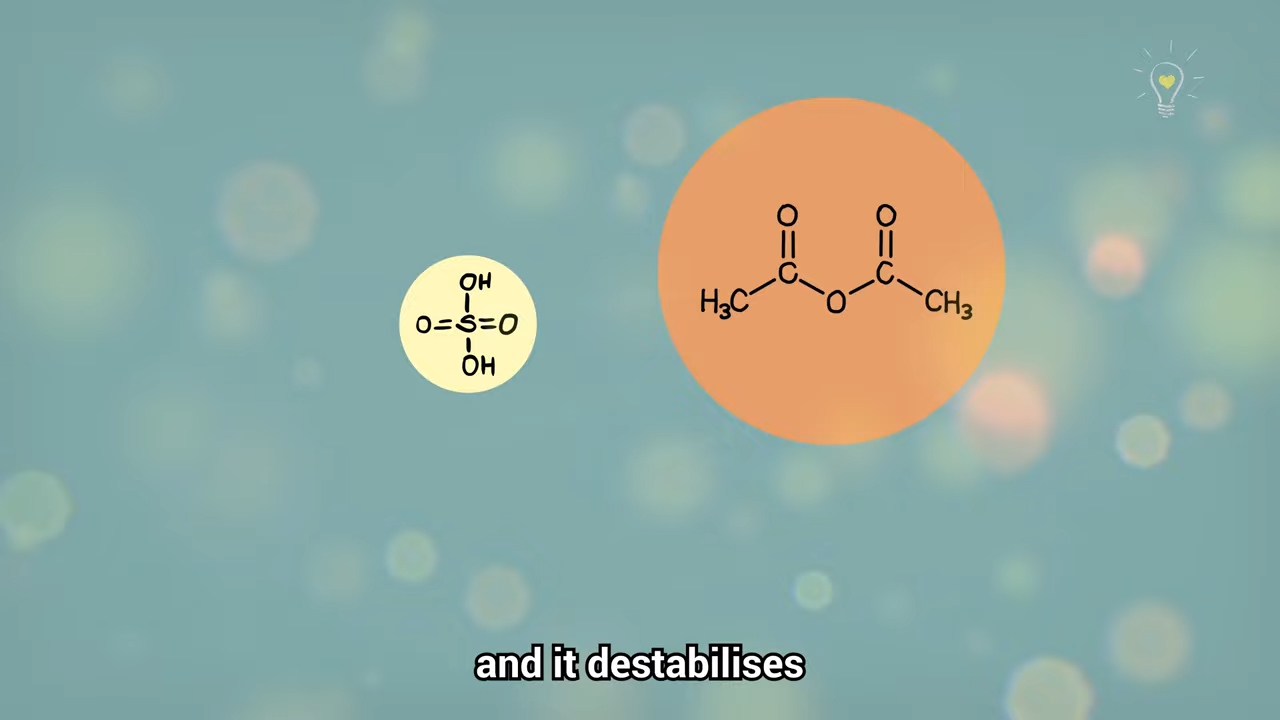 OH
O=S=O
OH
O O
C C
H₃C O CH₃
and it destabilises